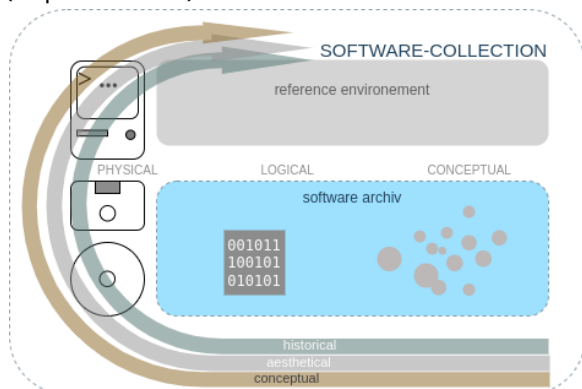 SOFTWARE-COLLECTION
>
...
reference environement
PHYSICAL
LOGICAL
CONCEPTUAL
software archiv
001011
100101
010101
historical
aesthetical
conceptual